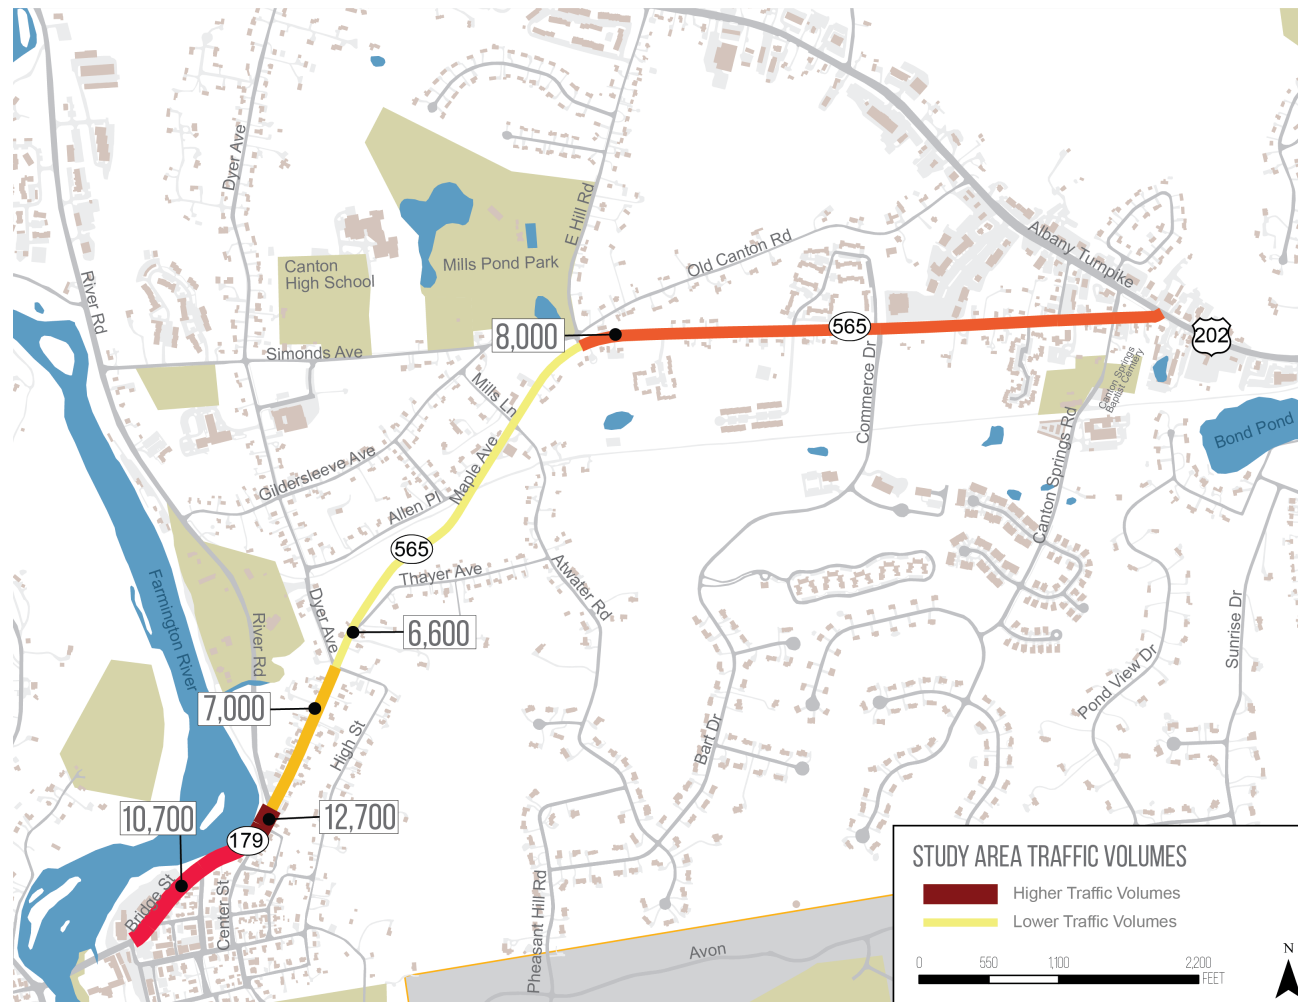 Dyer Ave
E Hill Rd
Albany Turnpike
Old Canton Rd
Canton
High School
Mills Pond Park
River Rd
8,000
565
202
Simonds Ave
Commerce Dr
Canton Springs
Baptist Cemtery
Mills Ln
Bond Pond
Gildersleeve Ave
Maple Ave
Canton Springs Rd
Allen Pl
565
Thayer Ave
Atwater Rd
Farmington River
Dyer Ave
River Rd
6,600
Sunrise Dr
Pond View Dr
7,000
High St
Bart Dr
10,700
12,700
179
Bridge St
Center St
Pheasant Hill Rd
Avon
STUDY AREA TRAFFIC VOLUMES
Higher Traffic Volumes
Lower Traffic Volumes
0 550 1,100 2,200
FEET
N